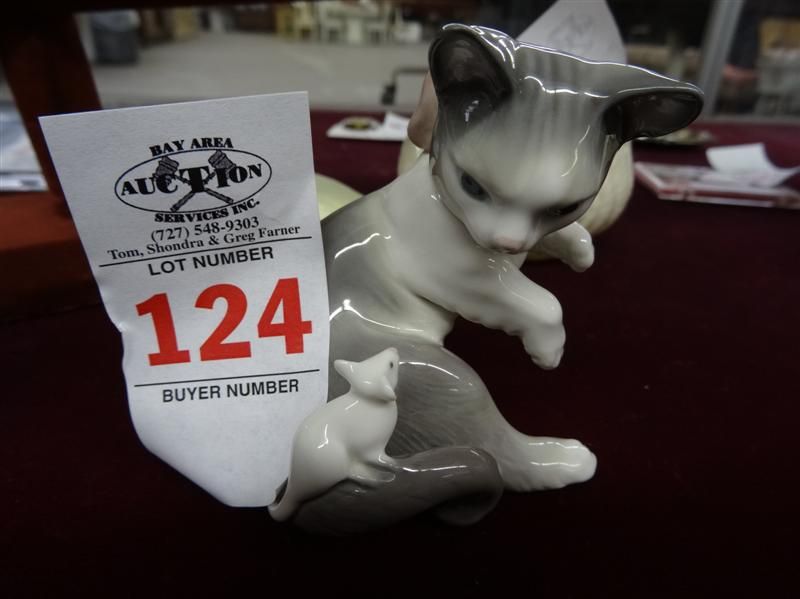 BAY AREA
AUCTION
SERVICES INC.
(727) 548-9303
Tom, Shondra & Greg Farner
LOT NUMBER
124
BUYER NUMBER